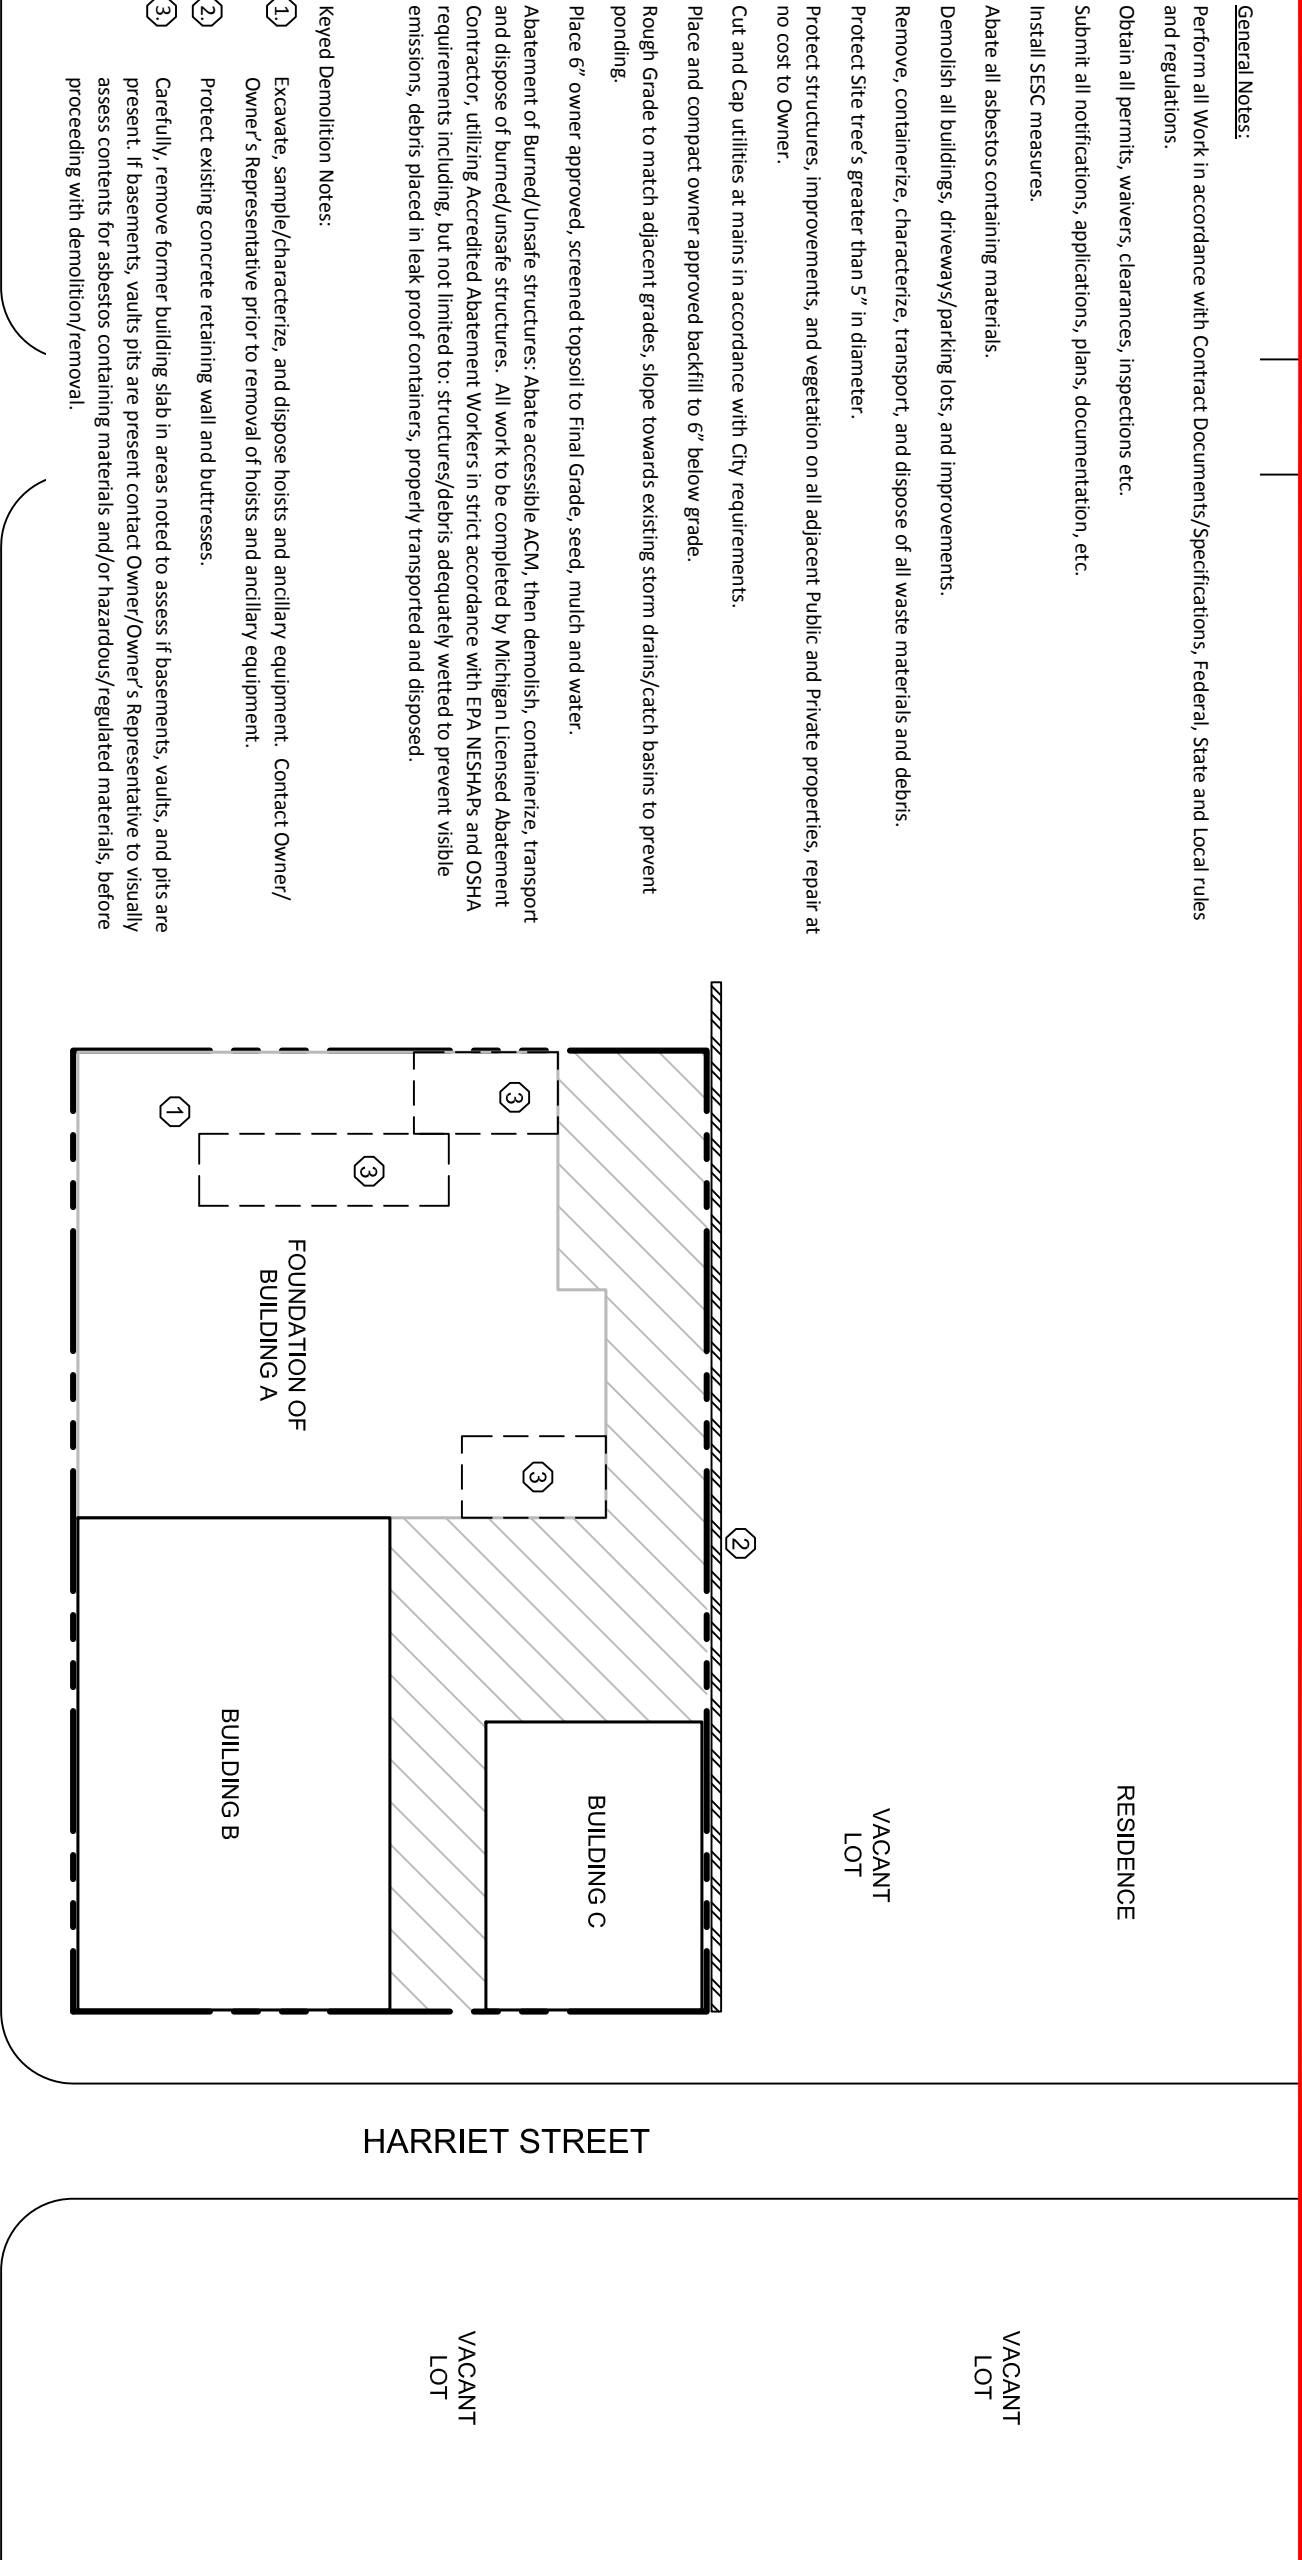 General Notes:
Perform all Work in accordance with Contract Documents/Specifications, Federal, State and Local rules
and regulations.
Obtain all permits, waivers, clearances, inspections etc.
Submit all notifications, applications, plans, documentation, etc.
Install SESC measures.
Abate all asbestos containing materials.
Demolish all buildings, driveways/parking lots, and improvements.
Remove, containerize, characterize, transport, and dispose of all waste materials and debris.
Protect Site tree's greater than 5" in diameter.
Protect structures, improvements, and vegetation on all adjacent Public and Private properties, repair at
no cost to Owner.
Cut and Cap utilities at mains in accordance with City requirements.
Place and compact owner approved backfill to 6" below grade.
Rough Grade to match adjacent grades, slope towards existing storm drains/catch basins to prevent
ponding.
Place 6" owner approved, screened topsoil to Final Grade, seed, mulch and water.
Abatement of Burned/Unsafe structures: Abate accessible ACM, then demolish, containerize, transport
and dispose of burned/unsafe structures.  All work to be completed by Michigan Licensed Abatement
Contractor, utilizing Accredited Abatement Workers in strict accordance with EPA NESHAPs and OSHA
requirements including, but not limited to: structures/debris adequately wetted to prevent visible
emissions, debris placed in leak proof containers, properly transported and disposed.
Keyed Demolition Notes:
1. Excavate, sample/characterize, and dispose hoists and ancillary equipment.  Contact Owner/
Owner's Representative prior to removal of hoists and ancillary equipment.
2. Protect existing concrete retaining wall and buttresses.
3. Carefully, remove former building slab in areas noted to assess if basements, vaults, and pits are
present. If basements, vaults pits are present contact Owner/Owner's Representative to visually
assess contents for asbestos containing materials and/or hazardous/regulated materials, before
proceeding with demolition/removal.
RESIDENCE
VACANT
LOT
2
3
3
1
3
FOUNDATION OF
BUILDING A
BUILDING C
BUILDING B
HARRIET STREET
VACANT
LOT
VACANT
LOT